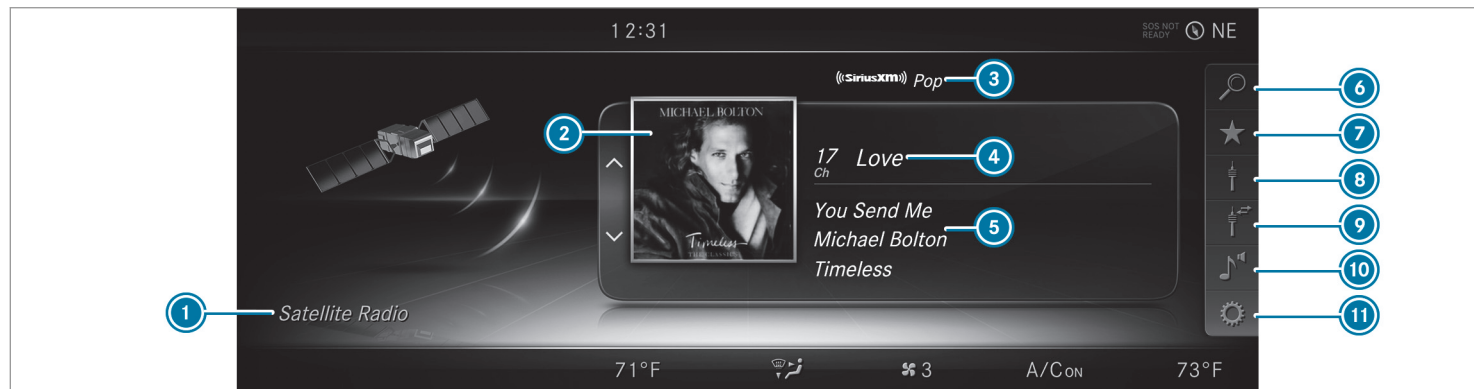 12:31
SOS NOT
READY
NE
((SiriusXM)) Pop
3
6
MICHAEL BOLTON
2
7
17
Ch
Love
4
8
You Send Me
5
9
Michael Bolton
Timeless
THE CLASSICS
10
Timeless
1
Satellite Radio
11
71°F
3
A/C ON
73°F